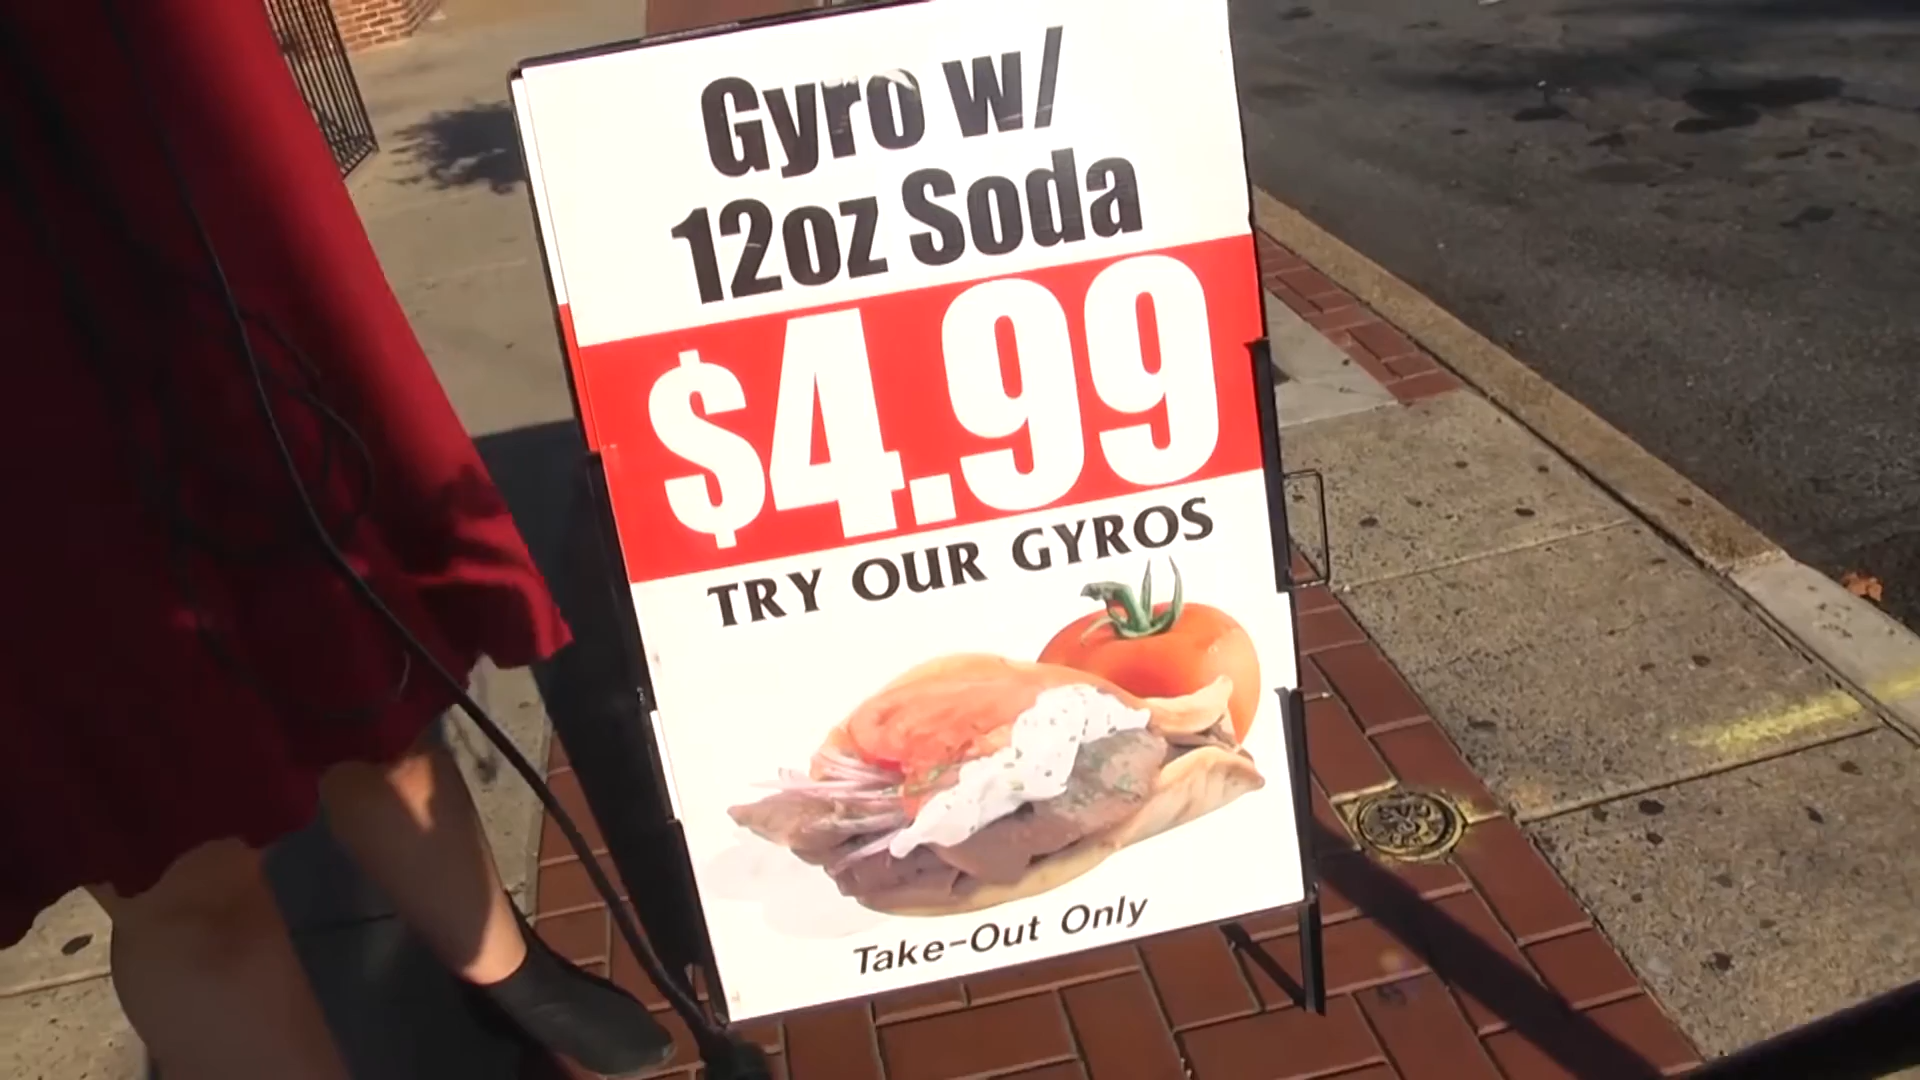 Gyro w/
12oz Soda
$4.99
TRY OUR GYROS
Take-Out Only